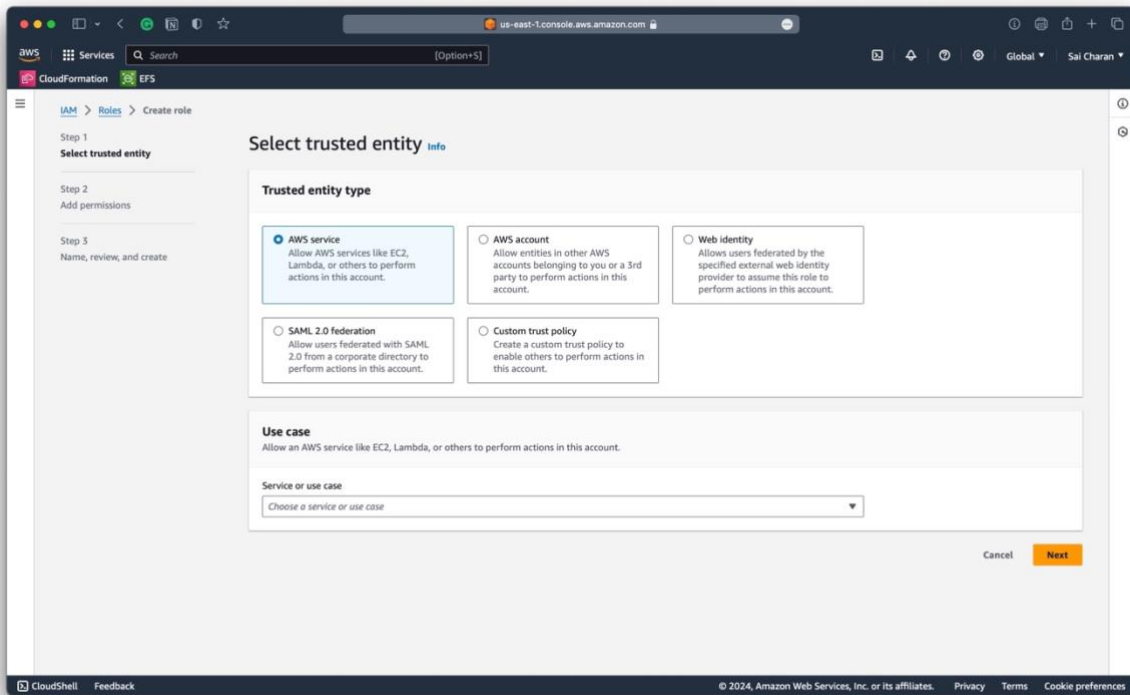 us-east-1.console.aws.amazon.com
aws
Services
Search
[Option+S]
Global
Sai Charan
CloudFormation
EFS
IAM > Roles > Create role
Step 1
Select trusted entity
Step 2
Add permissions
Step 3
Name, review, and create
Select trusted entity Info
Trusted entity type
AWS service
Allow AWS services like EC2,
Lambda, or others to perform
actions in this account.
AWS account
Allow entities in other AWS
accounts belonging to you or a 3rd
party to perform actions in this
account.
Web identity
Allows users federated by the
specified external web identity
provider to assume this role to
perform actions in this account.
SAML 2.0 federation
Allow users federated with SAML
2.0 from a corporate directory to
perform actions in this account.
Custom trust policy
Create a custom trust policy to
enable others to perform actions in
this account.
Use case
Allow an AWS service like EC2, Lambda, or others to perform actions in this account.
Service or use case
Choose a service or use case
Cancel
Next
CloudShell
Feedback
© 2024, Amazon Web Services, Inc. or its affiliates.
Privacy
Terms
Cookie preferences